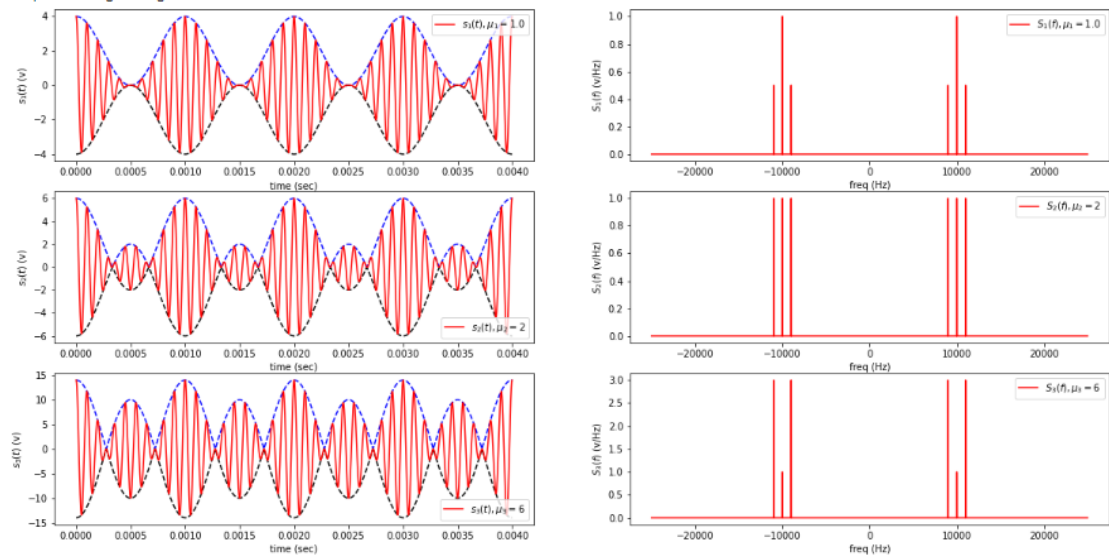 4
2
0
−2
−4
s₁(t) (v)
s₁(t), μ₁ = 1.0
0.0000 0.0005 0.0010 0.0015 0.0020 0.0025 0.0030 0.0035 0.0040
time (sec)
1.0
0.8
0.6
0.4
0.2
0.0
S₁(f) (v/Hz)
S₁(f), μ₁ = 1.0
−20000 −10000 0 10000 20000
freq (Hz)
6
4
2
0
−2
−4
−6
s₂(t) (v)
s₂(t), μ₂ = 2
0.0000 0.0005 0.0010 0.0015 0.0020 0.0025 0.0030 0.0035 0.0040
time (sec)
1.0
0.8
0.6
0.4
0.2
0.0
S₂(f) (v/Hz)
S₂(f), μ₂ = 2
−20000 −10000 0 10000 20000
freq (Hz)
15
10
5
0
−5
−10
−15
s₃(t) (v)
s₃(t), μ₃ = 6
0.0000 0.0005 0.0010 0.0015 0.0020 0.0025 0.0030 0.0035 0.0040
time (sec)
3.0
2.5
2.0
1.5
1.0
0.5
0.0
S₃(f) (v/Hz)
S₃(f), μ₃ = 6
−20000 −10000 0 10000 20000
freq (Hz)